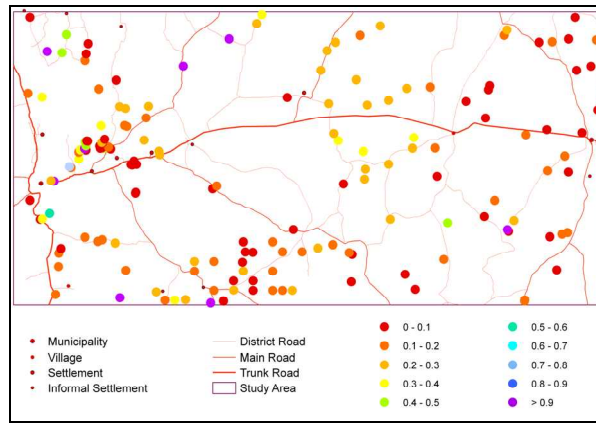 Municipality
Village
Settlement
Informal Settlement
District Road
Main Road
Trunk Road
Study Area
0 - 0.1
0.1 - 0.2
0.2 - 0.3
0.3 - 0.4
0.4 - 0.5
0.5 - 0.6
0.6 - 0.7
0.7 - 0.8
0.8 - 0.9
> 0.9